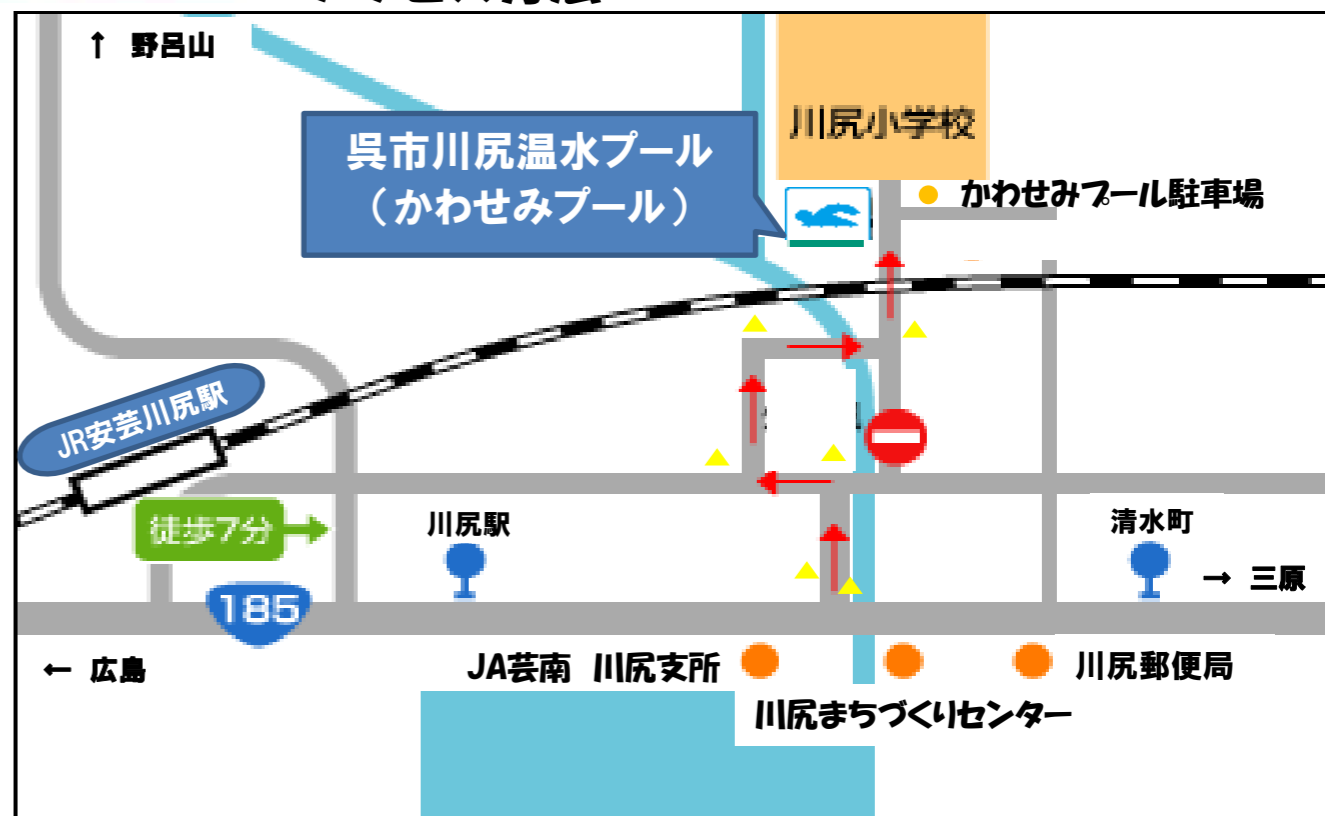 ↑ 野呂山
川尻小学校
呉市川尻温水プール
(かわせみプール)
かわせみプール駐車場
JR安芸川尻駅
徒歩7分
川尻駅
清水町
→ 三原
185
← 広島
JA芸南 川尻支所
川尻郵便局
川尻まちづくりセンター